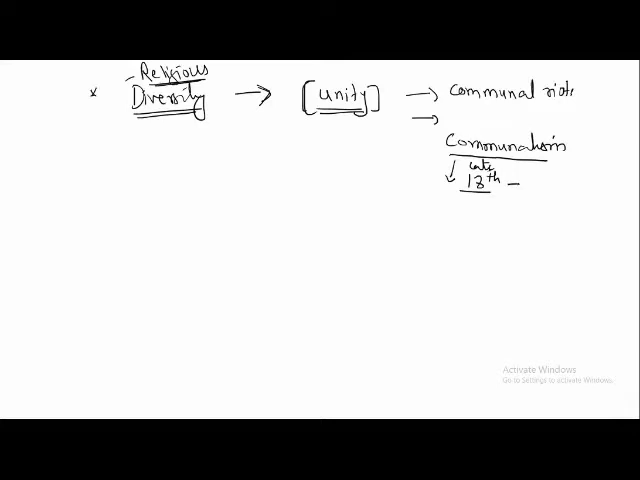 - Religious
* Diversity → [unity] → Communal riots
→
Communalism
↓ late
18th -
Activate Windows
Go to Settings to activate Windows.